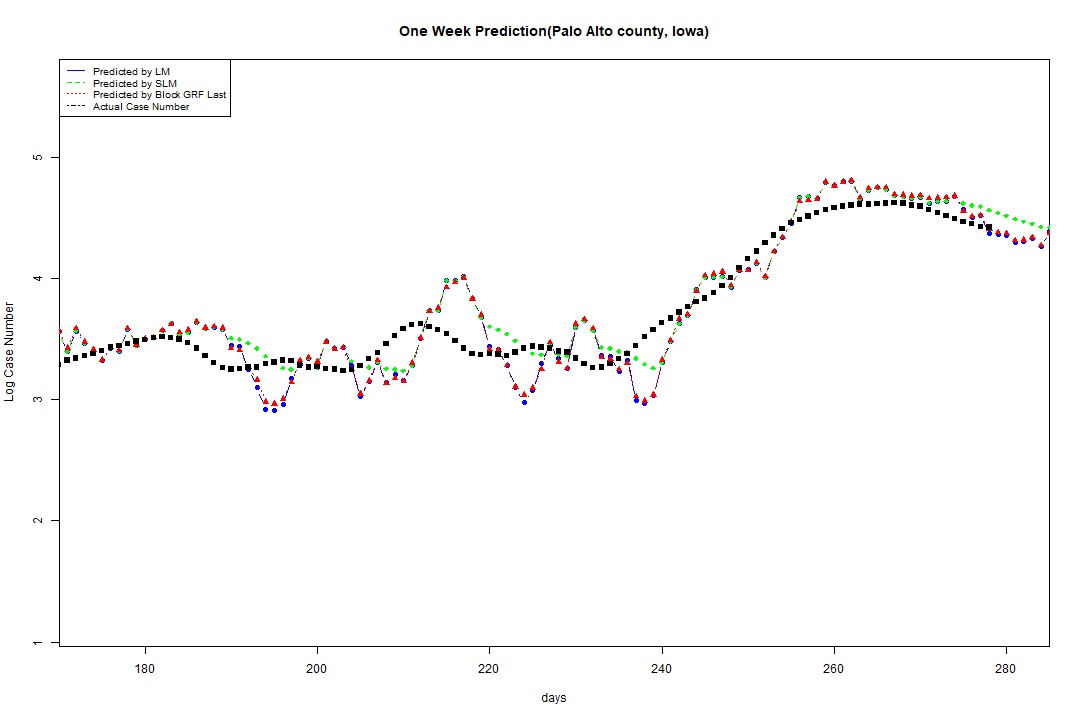 One Week Prediction(Palo Alto county, Iowa)
Predicted by LM
Predicted by SLM
Predicted by Block GRF Last
Actual Case Number
5
4
3
2
1
Log Case Number
180 200 220 240 260 280
days